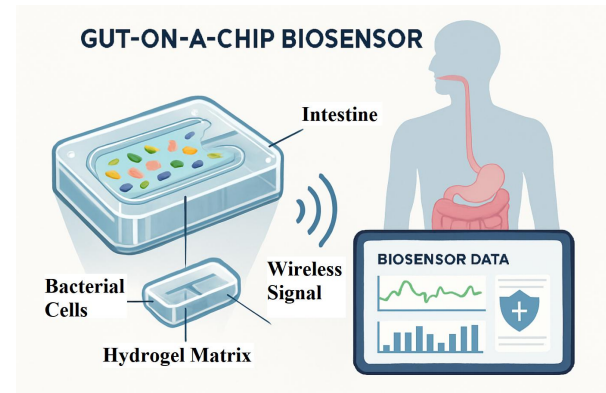 GUT-ON-A-CHIP BIOSENSOR
Intestine
Wireless
Signal
Bacterial
Cells
Hydrogel Matrix
BIOSENSOR DATA